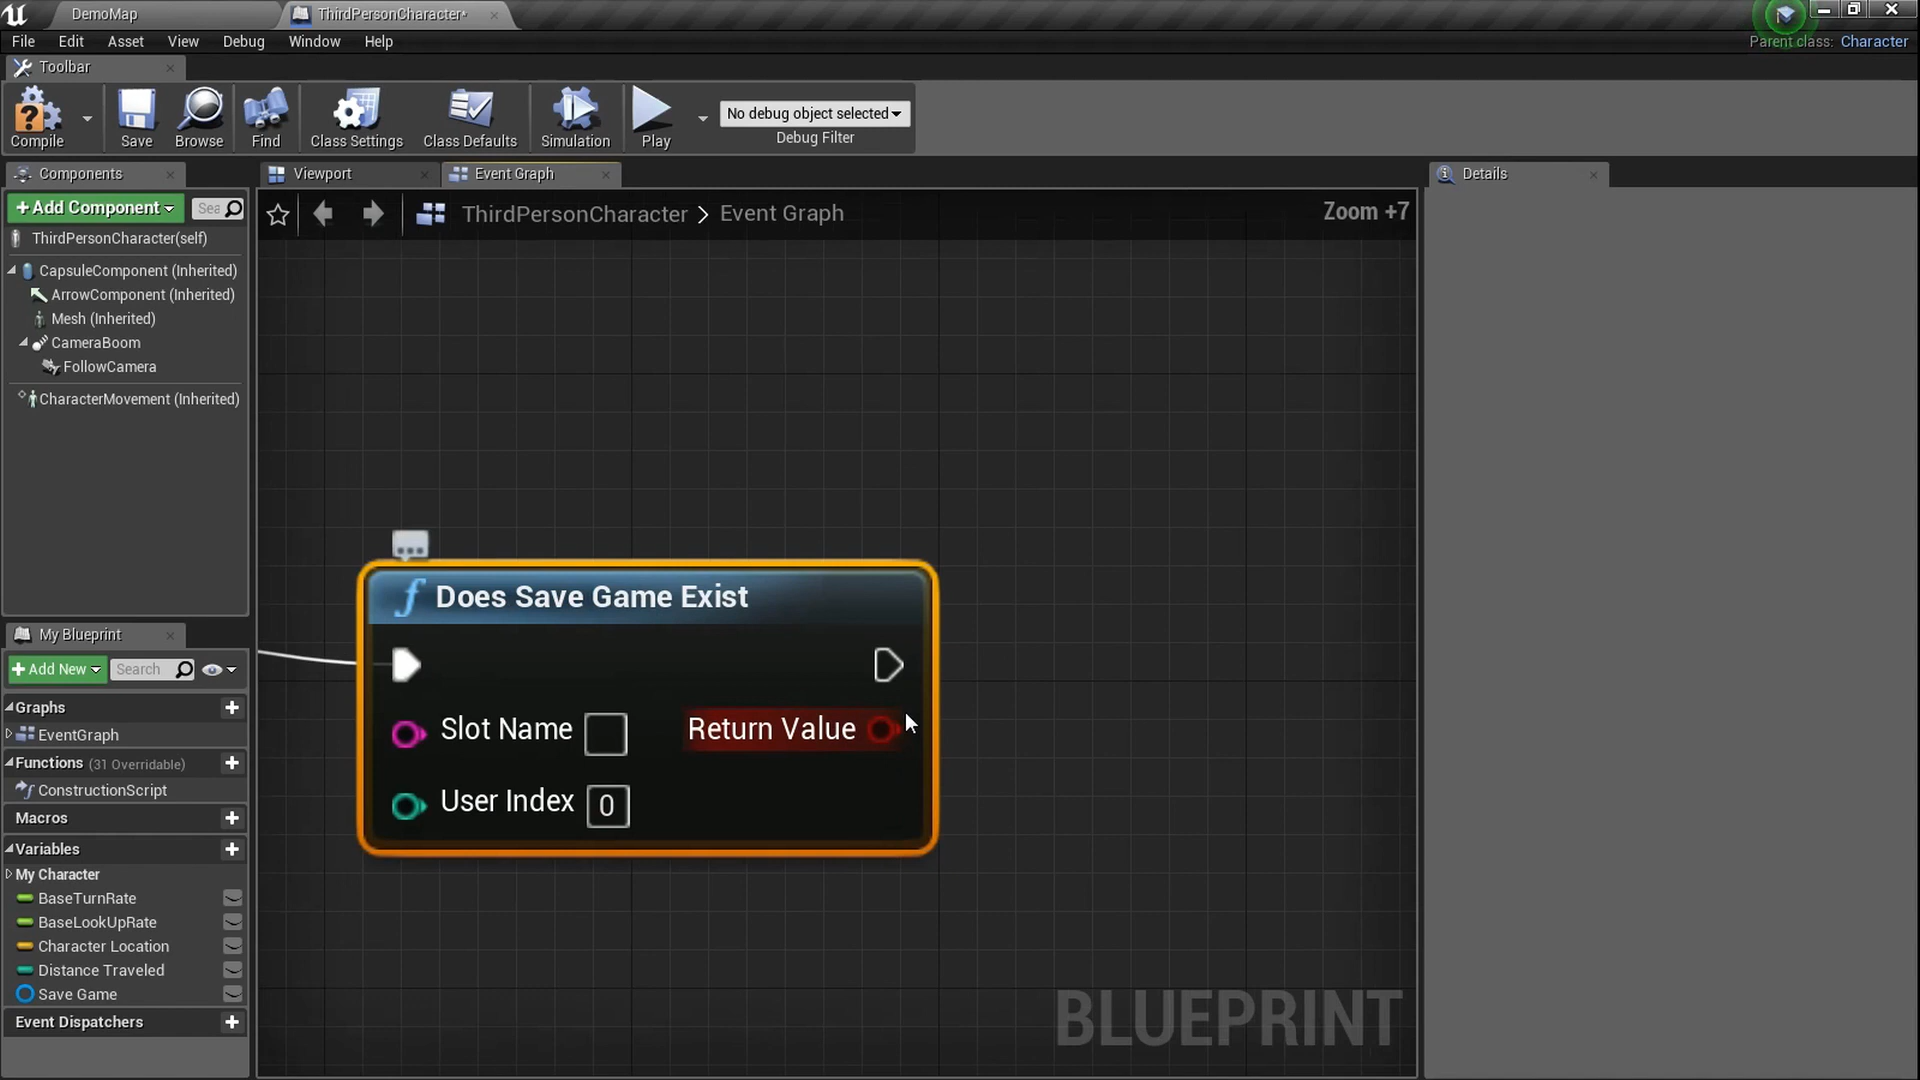 DemoMap
ThirdPersonCharacter*
File Edit Asset View Debug Window Help
Parent class: Character
Toolbar
Compile Save Browse Find Class Settings Class Defaults Simulation Play
No debug object selected
Debug Filter
Components
Viewport
Event Graph
Details
+Add Component
Sea
ThirdPersonCharacter > Event Graph
Zoom +7
ThirdPersonCharacter(self)
CapsuleComponent (Inherited)
ArrowComponent (Inherited)
Mesh (Inherited)
CameraBoom
FollowCamera
CharacterMovement (Inherited)
f Does Save Game Exist
Slot Name
Return Value
User Index 0
My Blueprint
+Add New
Search
Graphs +
EventGraph
Functions (31 Overridable) +
ConstructionScript
Macros +
Variables +
My Character
BaseTurnRate
BaseLookUpRate
Character Location
Distance Traveled
Save Game
Event Dispatchers +
BLUEPRINT